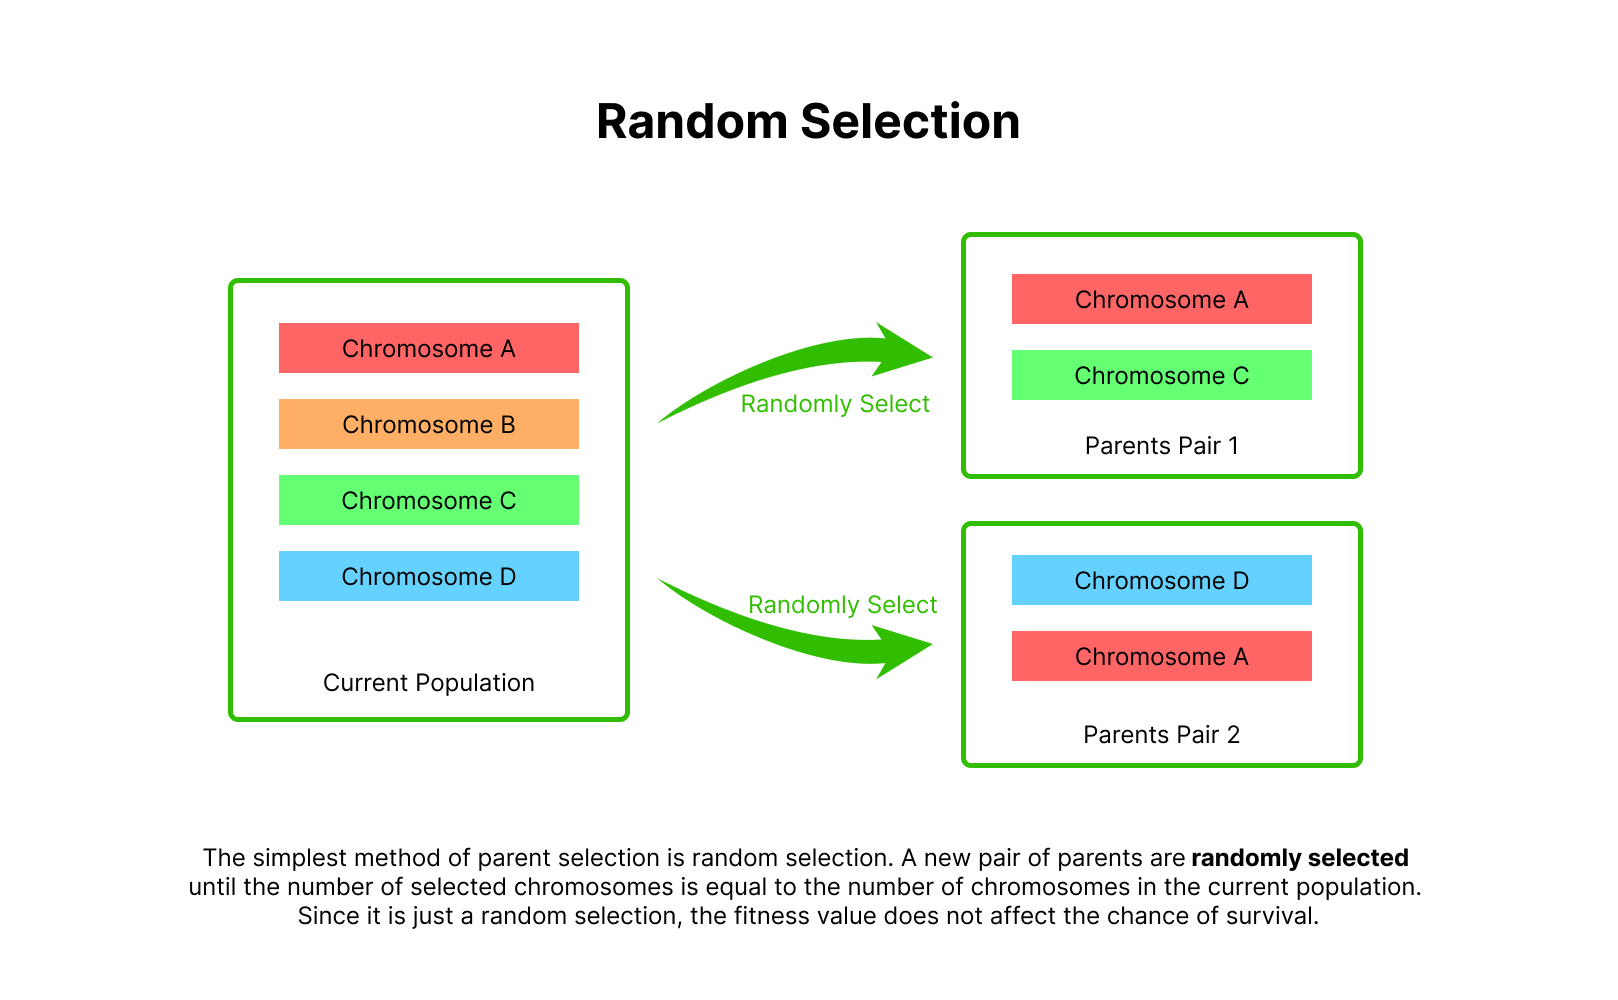 Random Selection
Chromosome A
Chromosome B
Chromosome C
Chromosome D
Current Population
Randomly Select
Randomly Select
Chromosome A
Chromosome C
Parents Pair 1
Chromosome D
Chromosome A
Parents Pair 2
The simplest method of parent selection is random selection. A new pair of parents are randomly selected
until the number of selected chromosomes is equal to the number of chromosomes in the current population.
Since it is just a random selection, the fitness value does not affect the chance of survival.